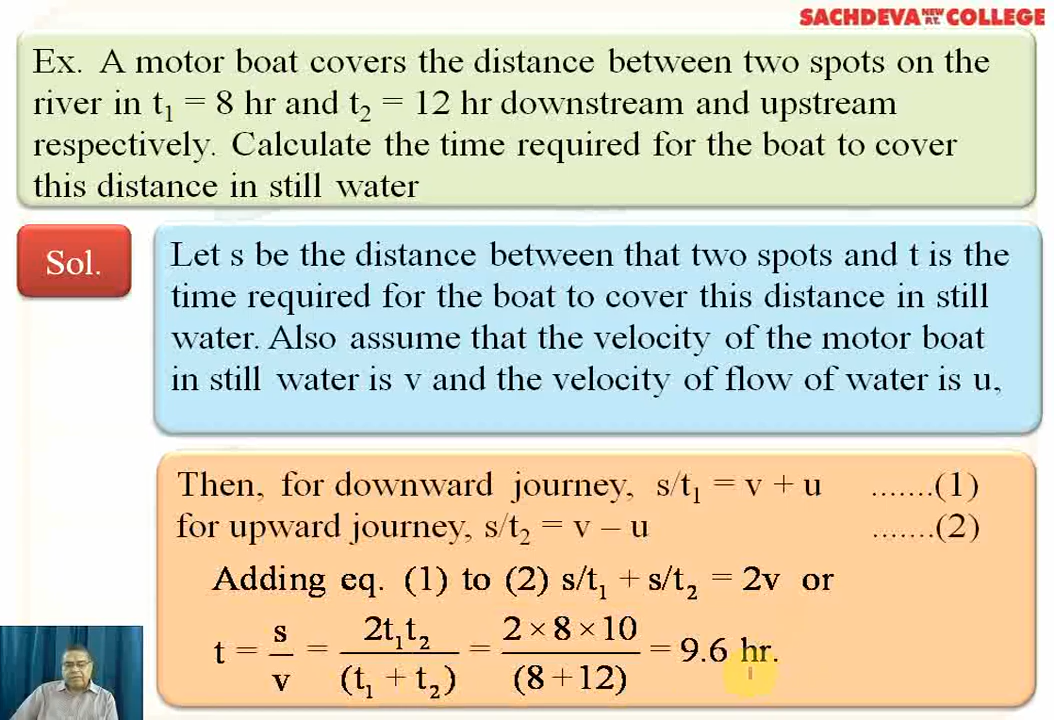 SACHDEVA NEW P.T. COLLEGE
Ex. A motor boat covers the distance between two spots on the
river in t₁ = 8 hr and t₂ = 12 hr downstream and upstream
respectively. Calculate the time required for the boat to cover
this distance in still water
Sol.
Let s be the distance between that two spots and t is the
time required for the boat to cover this distance in still
water. Also assume that the velocity of the motor boat
in still water is v and the velocity of flow of water is u,
Then, for downward journey, s/t₁ = v + u .......(1)
for upward journey, s/t₂ = v – u .......(2)
Adding eq. (1) to (2) s/t₁ + s/t₂ = 2v or
t = s/v = 2t₁t₂/(t₁ + t₂) = 2 × 8 × 10/(8 + 12) = 9.6 hr.